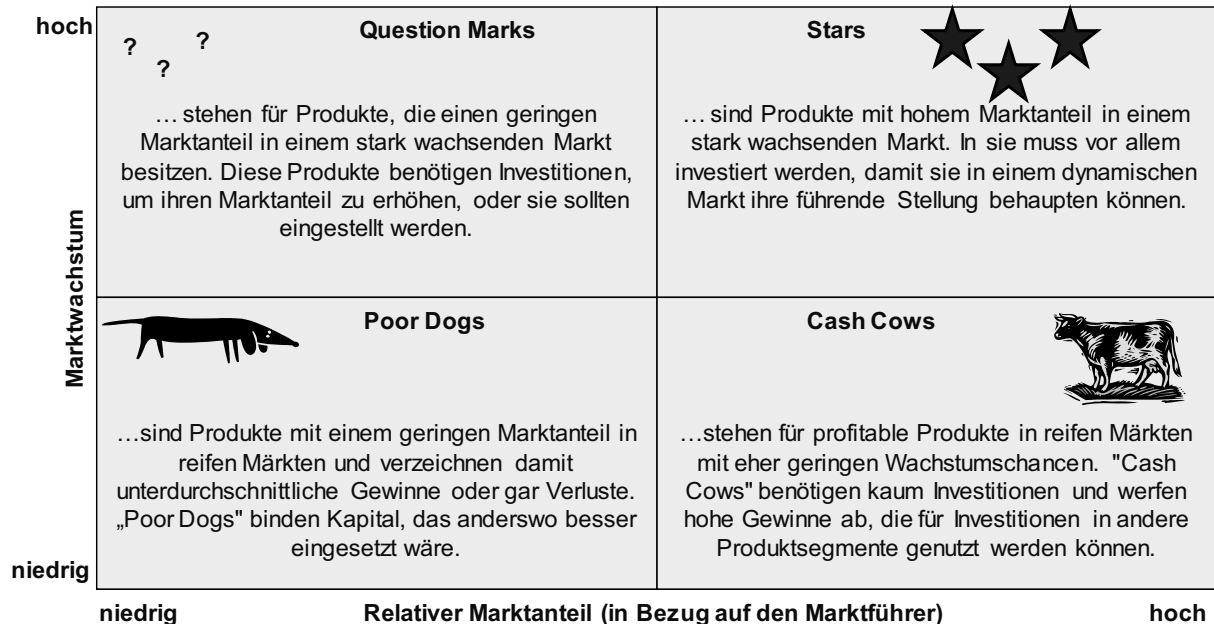 hoch
Question Marks
? ? ?
… stehen für Produkte, die einen geringen
Marktanteil in einem stark wachsenden Markt
besitzen. Diese Produkte benötigen Investitionen,
um ihren Marktanteil zu erhöhen, oder sie sollten
eingestellt werden.
Stars
… sind Produkte mit hohem Marktanteil in einem
stark wachsenden Markt. In sie muss vor allem
investiert werden, damit sie in einem dynamischen
Markt ihre führende Stellung behaupten können.
Marktwachstum
Poor Dogs
…sind Produkte mit einem geringen Marktanteil in
reifen Märkten und verzeichnen damit
unterdurchschnittliche Gewinne oder gar Verluste.
„Poor Dogs" binden Kapital, das anderswo besser
eingesetzt wäre.
Cash Cows
…stehen für profitable Produkte in reifen Märkten
mit eher geringen Wachstumschancen. "Cash
Cows" benötigen kaum Investitionen und werfen
hohe Gewinne ab, die für Investitionen in andere
Produktsegmente genutzt werden können.
niedrig
niedrig Relativer Marktanteil (in Bezug auf den Marktführer) hoch